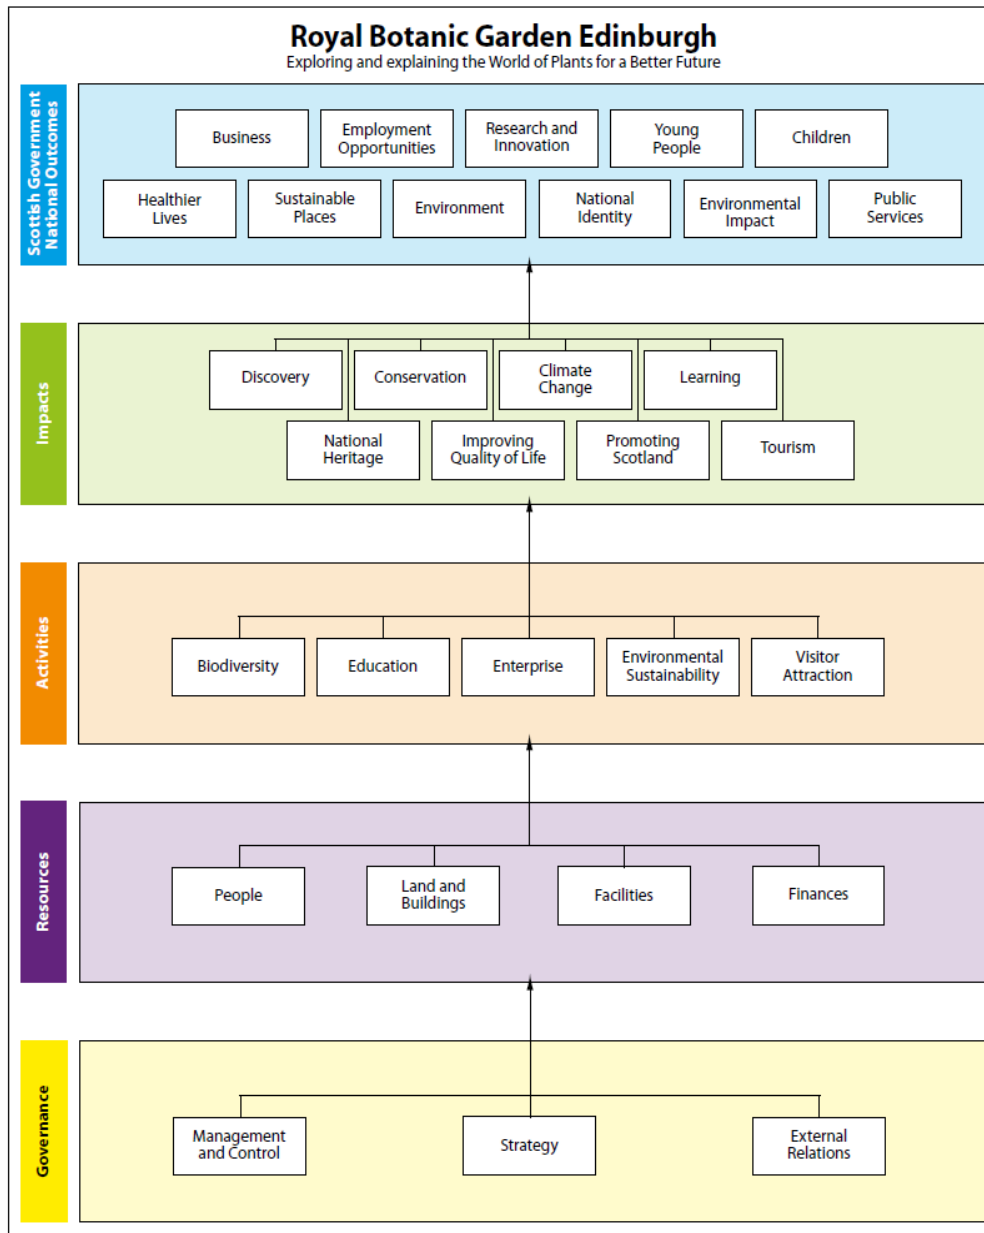 Royal Botanic Garden Edinburgh
Exploring and explaining the World of Plants for a Better Future
Scottish Government
National Outcomes
Business
Employment
Opportunities
Research and
Innovation
Young
People
Children
Healthier
Lives
Sustainable
Places
Environment
National
Identity
Environmental
Impact
Public
Services
Impacts
Discovery
Conservation
Climate
Change
Learning
National
Heritage
Improving
Quality of Life
Promoting
Scotland
Tourism
Activities
Biodiversity
Education
Enterprise
Environmental
Sustainability
Visitor
Attraction
Resources
People
Land and
Buildings
Facilities
Finances
Governance
Management
and Control
Strategy
External
Relations